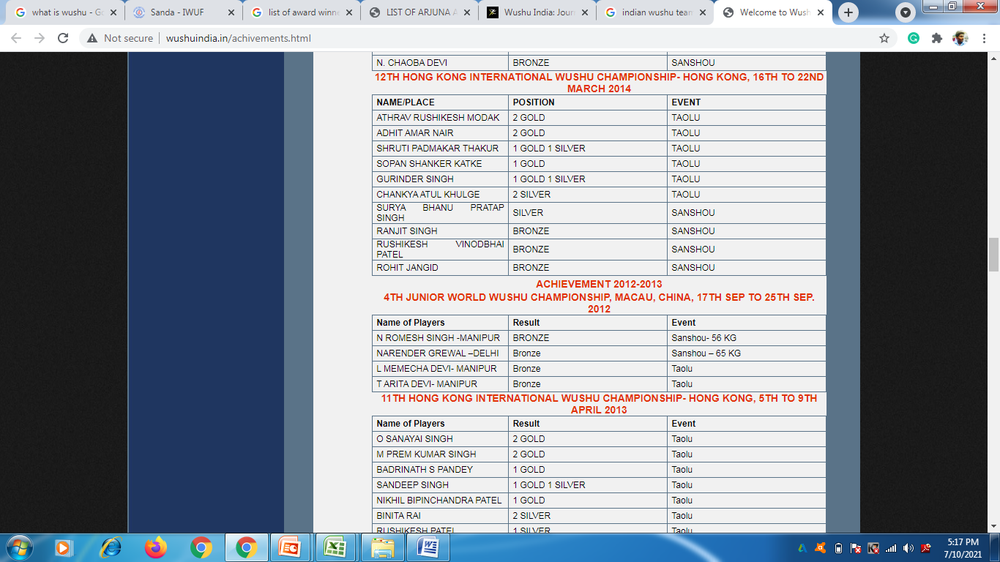 what is wushu - Go
Sanda - IWUF
list of award winne
LIST OF ARJUNA A
Wushu India: Jour
indian wushu team
Welcome to Wush
Not secure | wushuindia.in/achivements.html
N. CHAOBA DEVI BRONZE SANSHOU
12TH HONG KONG INTERNATIONAL WUSHU CHAMPIONSHIP- HONG KONG, 16TH TO 22ND
MARCH 2014
NAME/PLACE POSITION EVENT
ATHRAV RUSHIKESH MODAK 2 GOLD TAOLU
ADHIT AMAR NAIR 2 GOLD TAOLU
SHRUTI PADMAKAR THAKUR 1 GOLD 1 SILVER TAOLU
SOPAN SHANKER KATKE 1 GOLD TAOLU
GURINDER SINGH 1 GOLD 1 SILVER TAOLU
CHANKYA ATUL KHULGE 2 SILVER TAOLU
SURYA BHANU PRATAP
SINGH SILVER SANSHOU
RANJIT SINGH BRONZE SANSHOU
RUSHIKESH VINODBHAI
PATEL BRONZE SANSHOU
ROHIT JANGID BRONZE SANSHOU
ACHIEVEMENT 2012-2013
4TH JUNIOR WORLD WUSHU CHAMPIONSHIP, MACAU, CHINA, 17TH SEP TO 25TH SEP.
2012
Name of Players Result Event
N ROMESH SINGH -MANIPUR BRONZE Sanshou- 56 KG
NARENDER GREWAL –DELHI Bronze Sanshou – 65 KG
L MEMECHA DEVI- MANIPUR Bronze Taolu
T ARITA DEVI- MANIPUR Bronze Taolu
11TH HONG KONG INTERNATIONAL WUSHU CHAMPIONSHIP- HONG KONG, 5TH TO 9TH
APRIL 2013
Name of Players Result Event
O SANAYAI SINGH 2 GOLD Taolu
M PREM KUMAR SINGH 2 GOLD Taolu
BADRINATH S PANDEY 1 GOLD Taolu
SANDEEP SINGH 1 GOLD 1 SILVER Taolu
NIKHIL BIPINCHANDRA PATEL 1 GOLD Taolu
BINITA RAI 2 SILVER Taolu
RUSHIKESH PATEL 1 SILVER Taolu
5:17 PM
7/10/2021